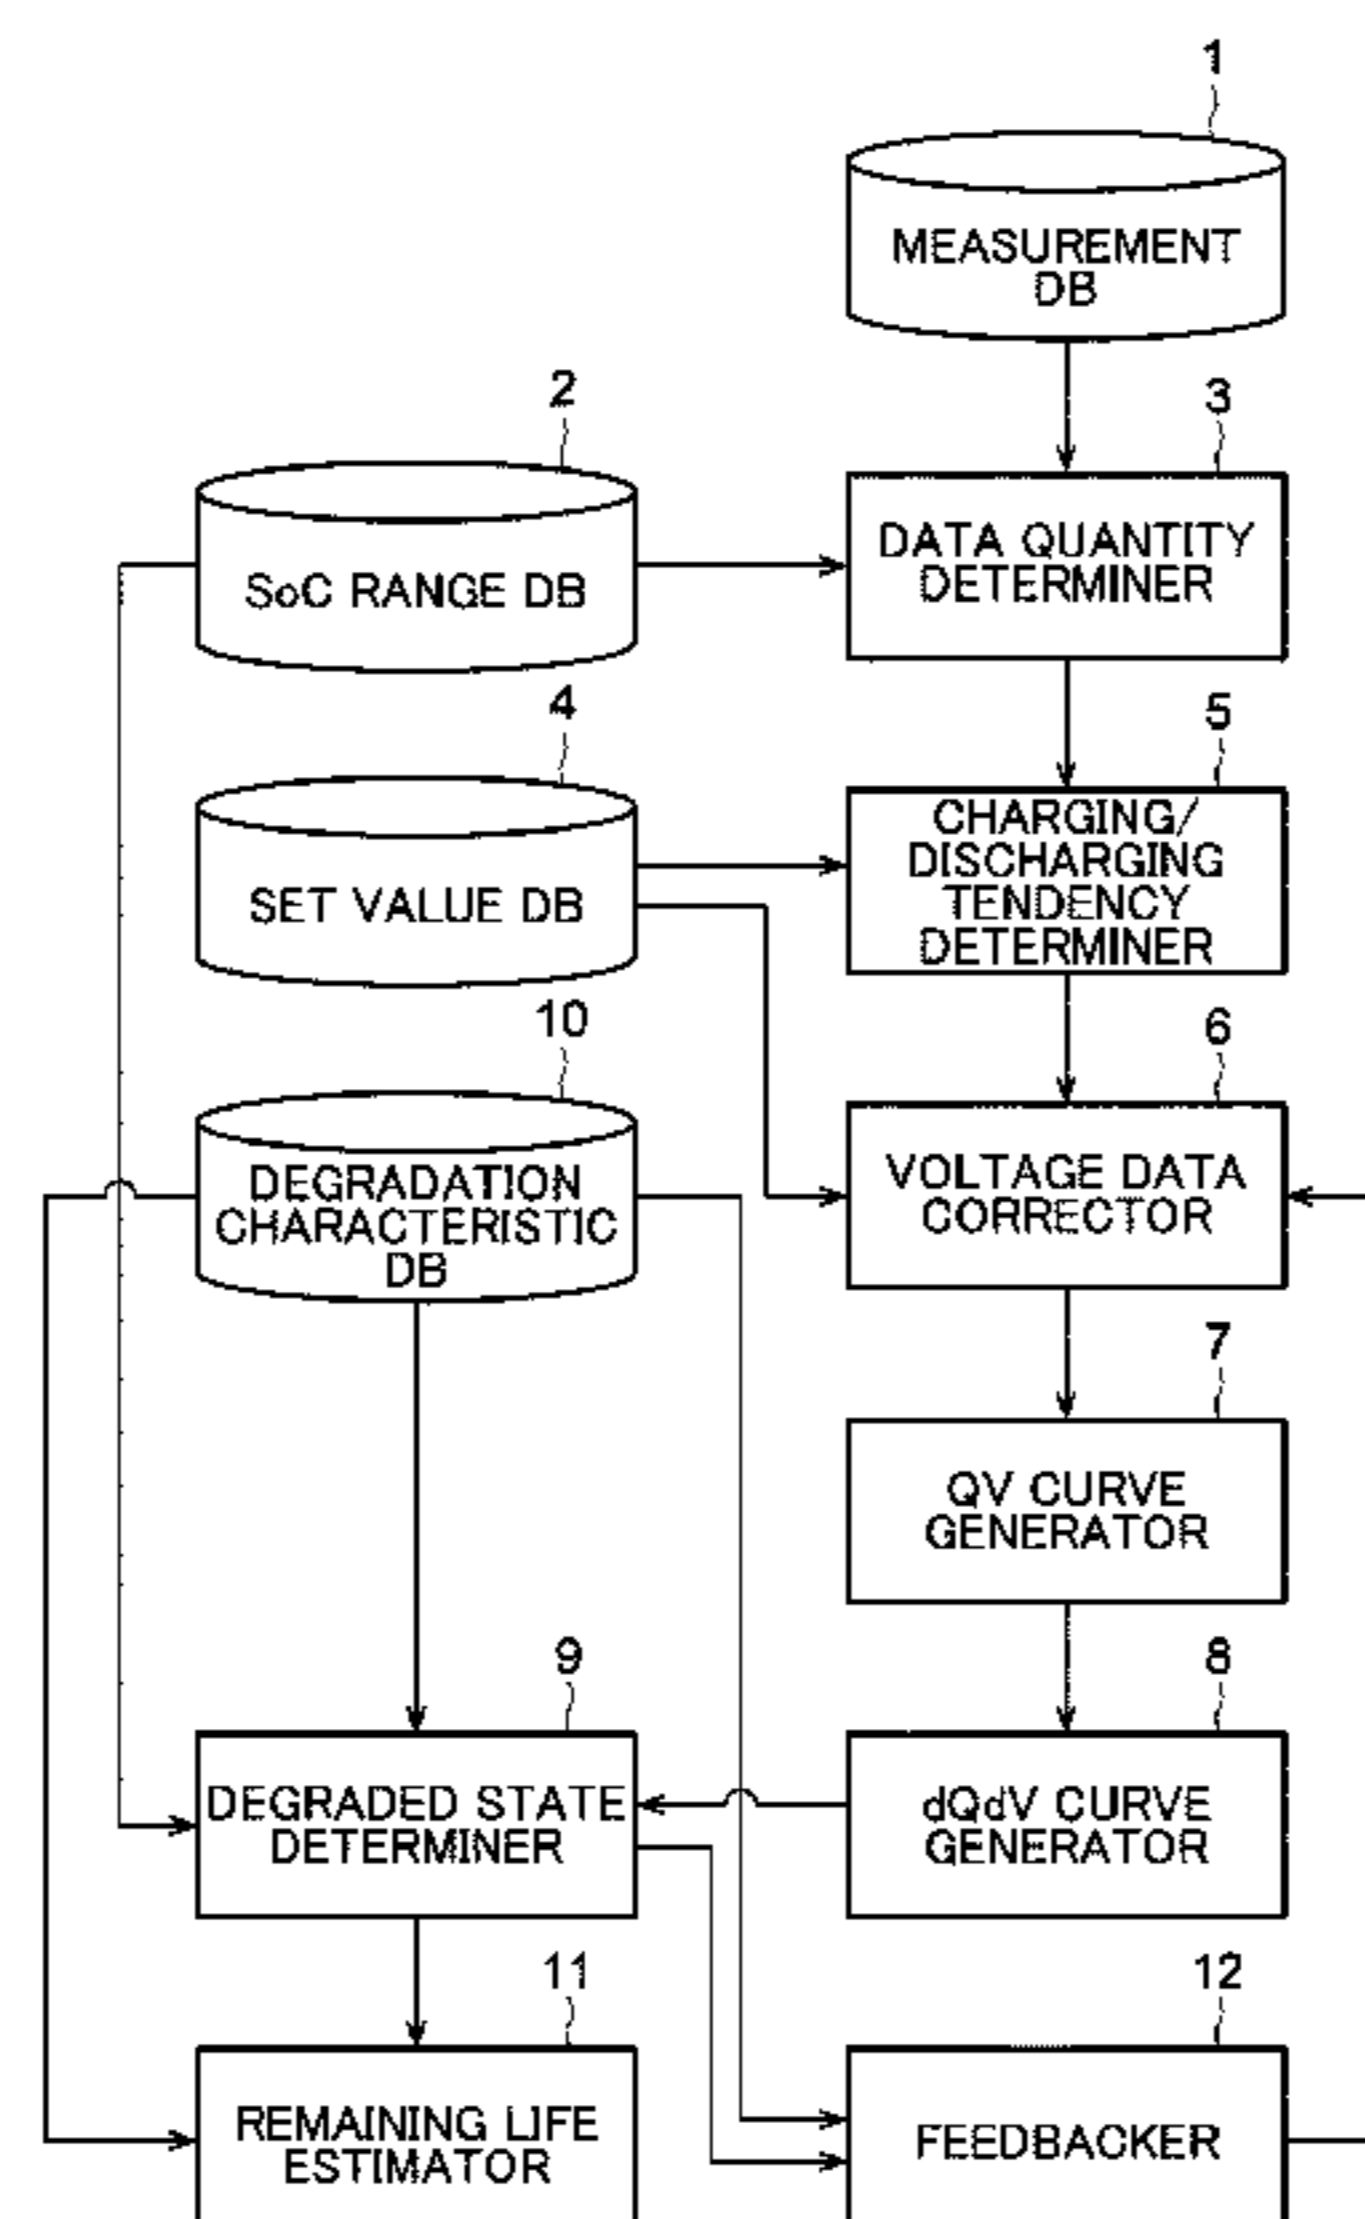 1
MEASUREMENT
DB
2
SoC RANGE DB
3
DATA QUANTITY
DETERMINER
4
SET VALUE DB
5
CHARGING/
DISCHARGING
TENDENCY
DETERMINER
10
DEGRADATION
CHARACTERISTIC
DB
6
VOLTAGE DATA
CORRECTOR
7
QV CURVE
GENERATOR
9
DEGRADED STATE
DETERMINER
8
dQdV CURVE
GENERATOR
11
REMAINING LIFE
ESTIMATOR
12
FEEDBACKER